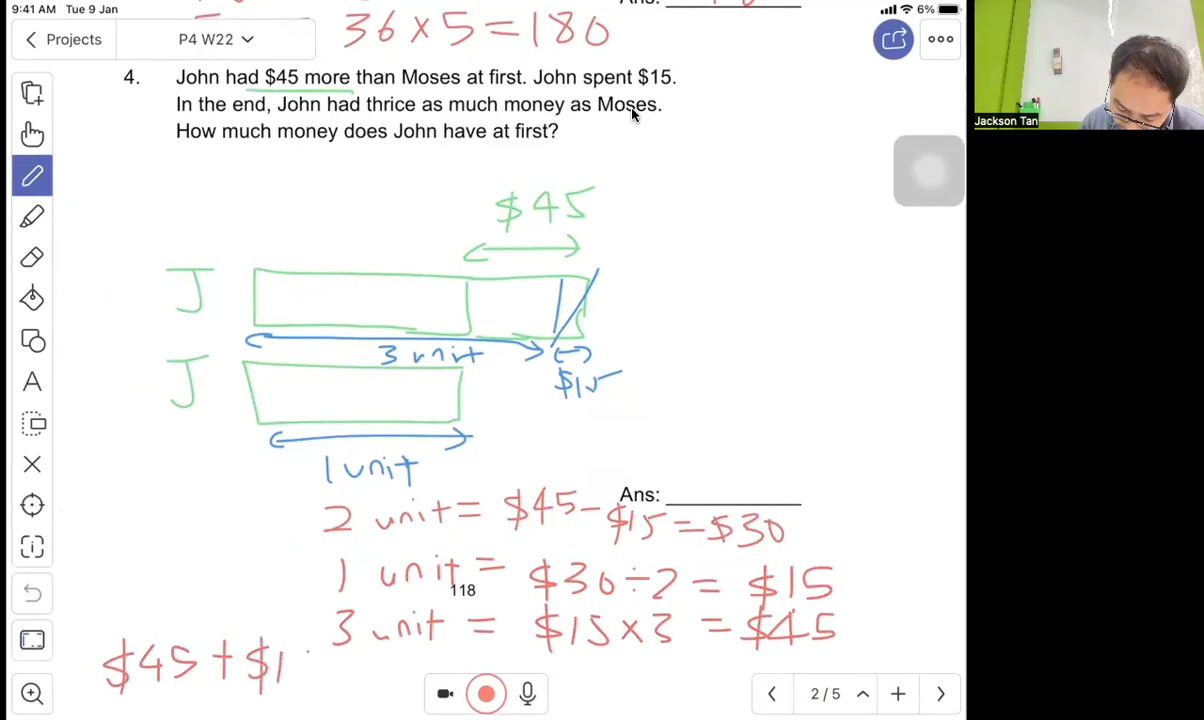 9:41 AM Tue 9 Jan
6%
Projects
P4 W22
36 × 5 = 180
4. John had $45 more than Moses at first. John spent $15.
In the end, John had thrice as much money as Moses.
How much money does John have at first?
Jackson Tan
$45
J
3 unit
$15
J
1 unit
Ans:
2 unit = $45 - $15 = $30
1 unit = $30 ÷ 2 = $15
118
3 unit = $15 × 3 = $45
$45 + $1
2 / 5